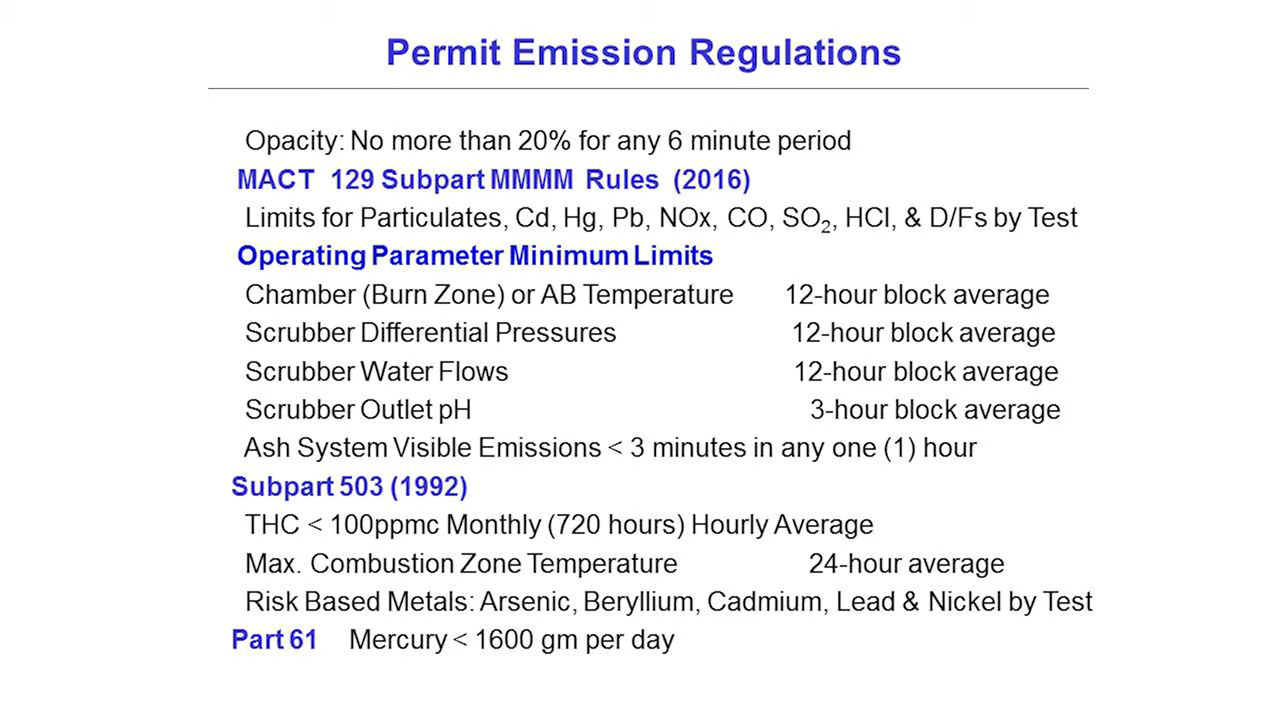 Permit Emission Regulations
Opacity: No more than 20% for any 6 minute period
MACT 129 Subpart MMMM Rules (2016)
Limits for Particulates, Cd, Hg, Pb, NOx, CO, SO₂, HCl, & D/Fs by Test
Operating Parameter Minimum Limits
Chamber (Burn Zone) or AB Temperature 12-hour block average
Scrubber Differential Pressures 12-hour block average
Scrubber Water Flows 12-hour block average
Scrubber Outlet pH 3-hour block average
Ash System Visible Emissions < 3 minutes in any one (1) hour
Subpart 503 (1992)
THC < 100ppmc Monthly (720 hours) Hourly Average
Max. Combustion Zone Temperature 24-hour average
Risk Based Metals: Arsenic, Beryllium, Cadmium, Lead & Nickel by Test
Part 61 Mercury < 1600 gm per day